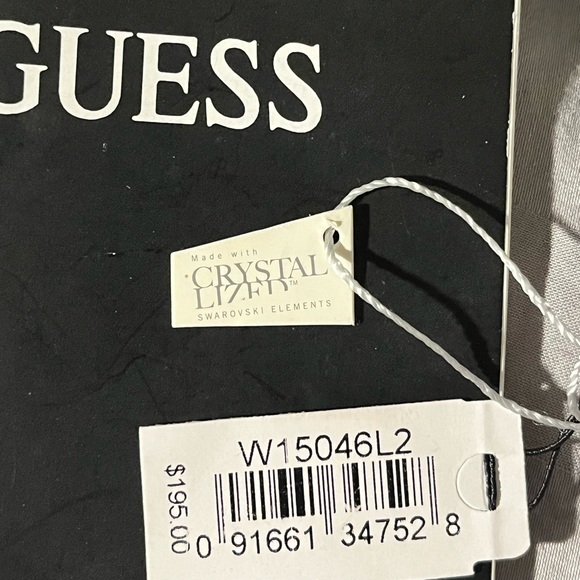 GUESS
Made with
CRYSTAL
LIZED™
SWAROVSKI ELEMENTS
W15046L2
$195.00
0 91661 34752 8